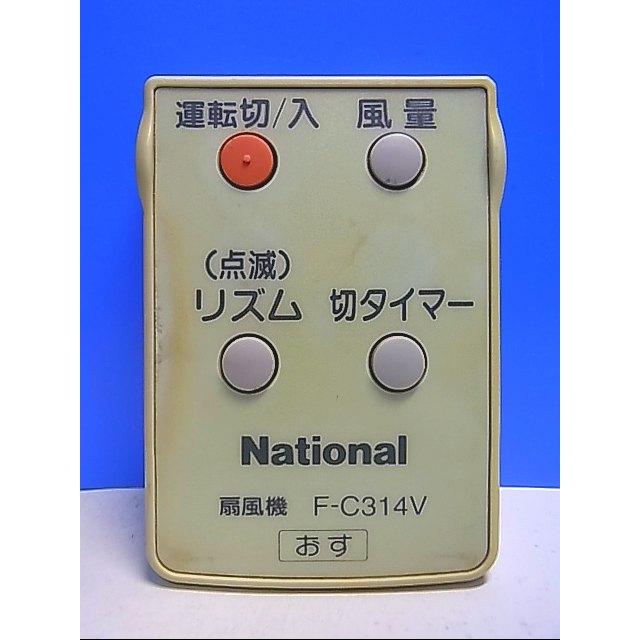 運転切/入 風量
(点滅)
リズム 切タイマー
National
扇風機 F-C314V
おす